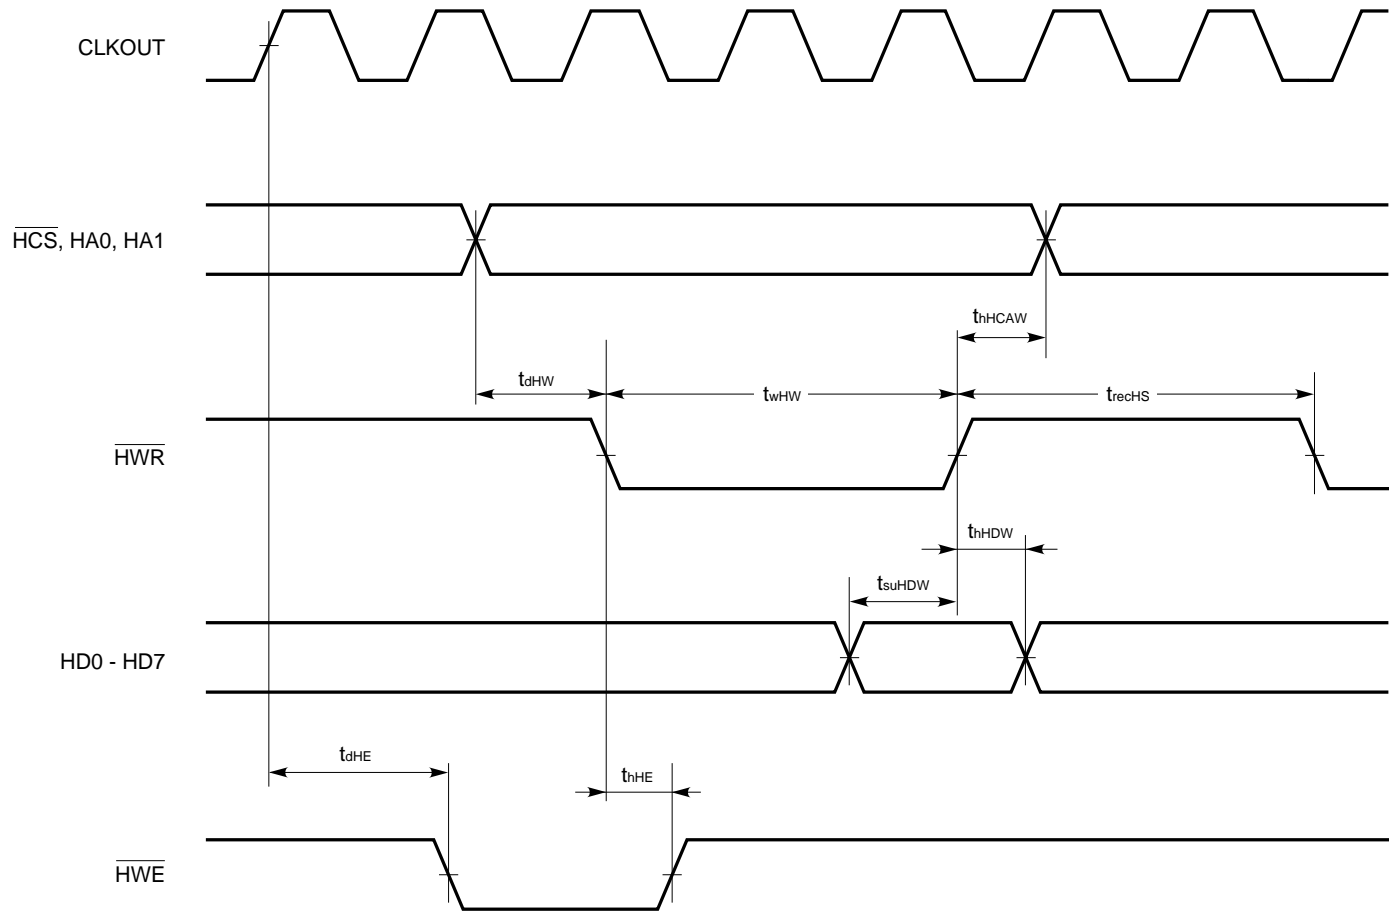 CLKOUT
HCS, HA0, HA1
thHCAW
tdHW
twHW
trecHS
HWR
thHDW
tsuHDW
HD0 - HD7
tdHE
thHE
HWE